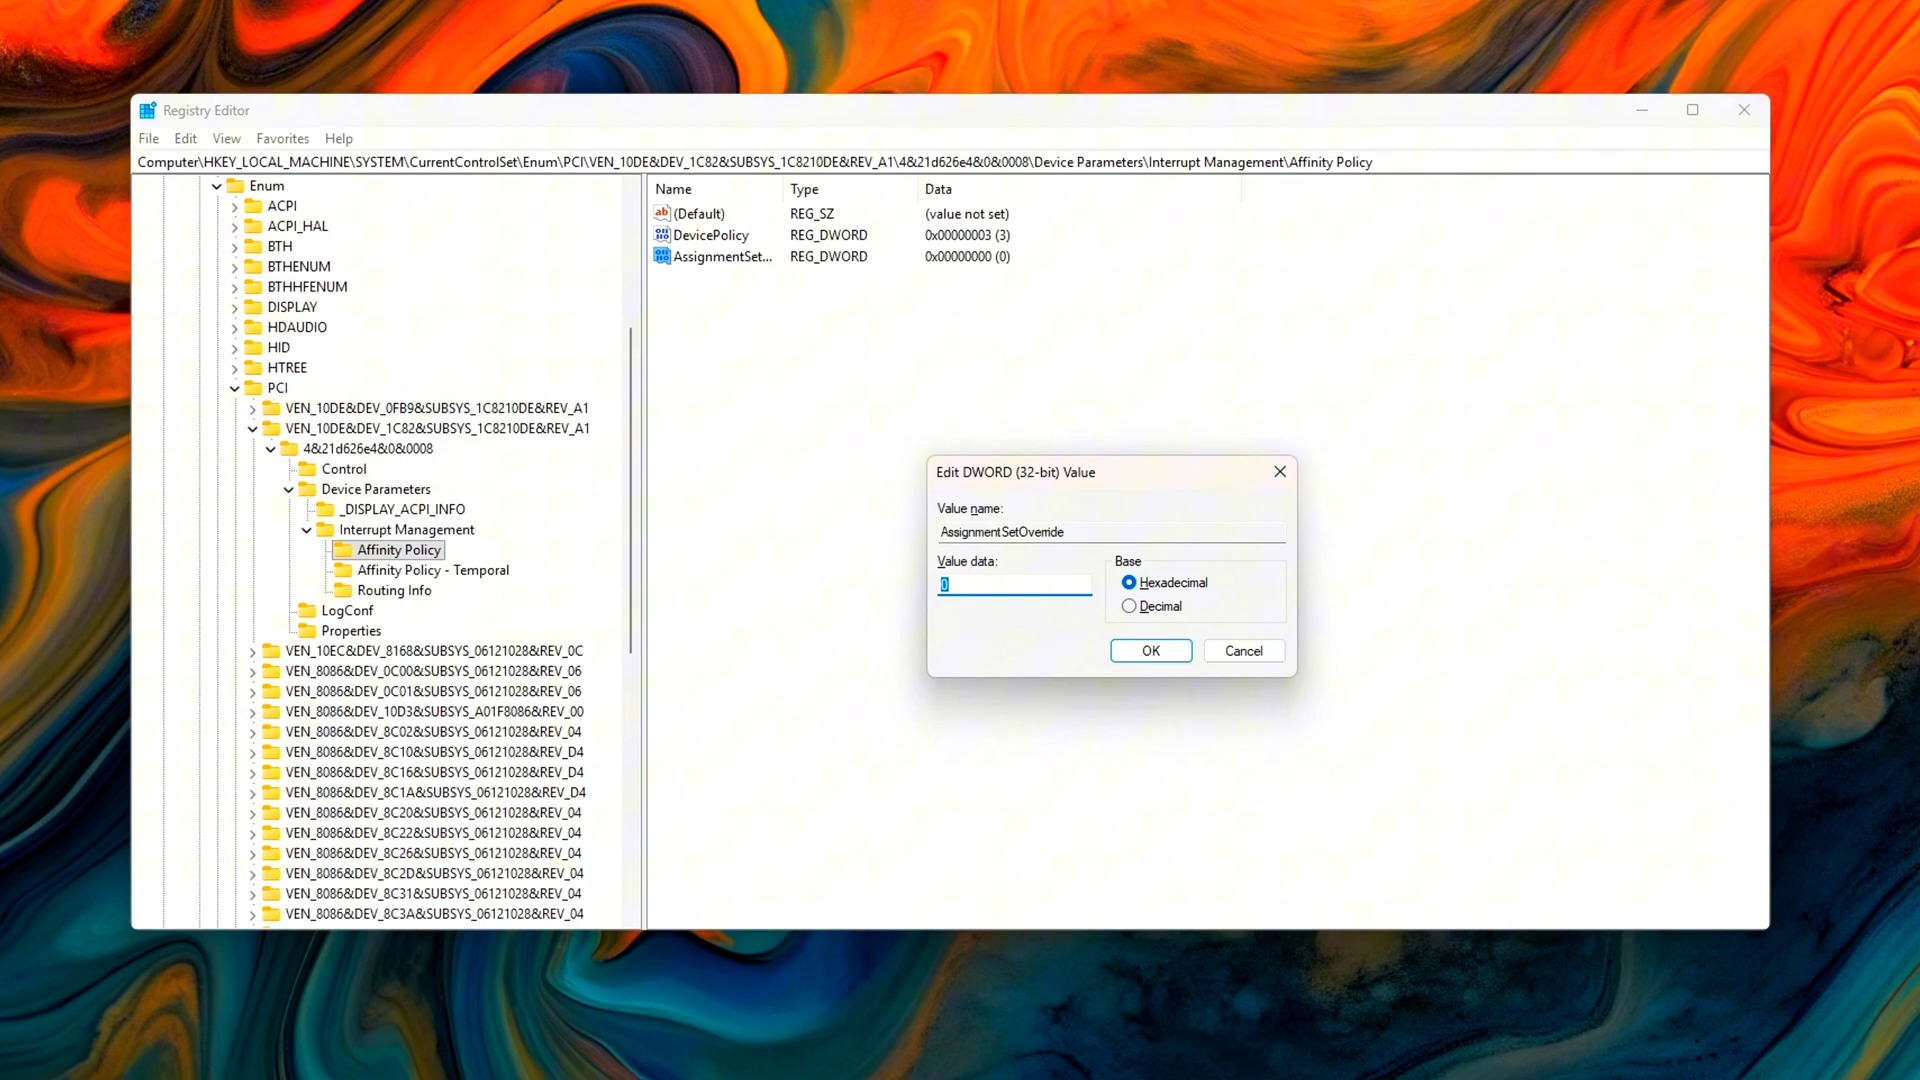 Registry Editor
File Edit View Favorites Help
Computer\HKEY_LOCAL_MACHINE\SYSTEM\CurrentControlSet\Enum\PCI\VEN_10DE&DEV_1C82&SUBSYS_1C8210DE&REV_A1\4&21d626e4&0&0008\Device Parameters\Interrupt Management\Affinity Policy
Enum
ACPI
ACPI_HAL
BTH
BTHENUM
BTHHFENUM
DISPLAY
HDAUDIO
HID
HTREE
PCI
VEN_10DE&DEV_0FB9&SUBSYS_1C8210DE&REV_A1
VEN_10DE&DEV_1C82&SUBSYS_1C8210DE&REV_A1
4&21d626e4&0&0008
Control
Device Parameters
_DISPLAY_ACPI_INFO
Interrupt Management
Affinity Policy
Affinity Policy - Temporal
Routing Info
LogConf
Properties
VEN_10EC&DEV_8168&SUBSYS_06121028&REV_0C
VEN_8086&DEV_0C00&SUBSYS_06121028&REV_06
VEN_8086&DEV_0C01&SUBSYS_06121028&REV_06
VEN_8086&DEV_10D3&SUBSYS_A01F8086&REV_00
VEN_8086&DEV_8C02&SUBSYS_06121028&REV_04
VEN_8086&DEV_8C10&SUBSYS_06121028&REV_D4
VEN_8086&DEV_8C16&SUBSYS_06121028&REV_D4
VEN_8086&DEV_8C1A&SUBSYS_06121028&REV_D4
VEN_8086&DEV_8C20&SUBSYS_06121028&REV_04
VEN_8086&DEV_8C22&SUBSYS_06121028&REV_04
VEN_8086&DEV_8C26&SUBSYS_06121028&REV_04
VEN_8086&DEV_8C2D&SUBSYS_06121028&REV_04
VEN_8086&DEV_8C31&SUBSYS_06121028&REV_04
VEN_8086&DEV_8C3A&SUBSYS_06121028&REV_04
Name Type Data
(Default) REG_SZ (value not set)
DevicePolicy REG_DWORD 0x00000003 (3)
AssignmentSet... REG_DWORD 0x00000000 (0)
Edit DWORD (32-bit) Value
Value name:
AssignmentSetOverride
Value data:
0
Base
Hexadecimal
Decimal
OK Cancel